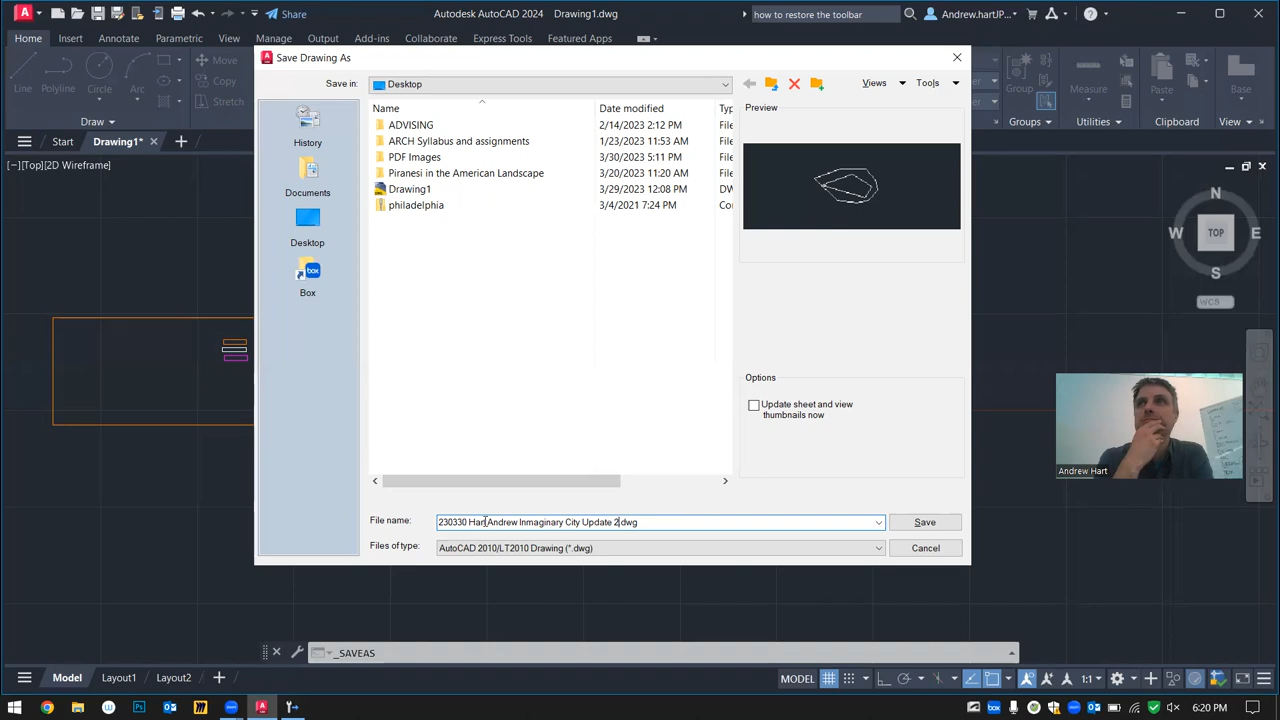 Share
Autodesk AutoCAD 2024 Drawing1.dwg
how to restore the toolbar
Andrew.hartJP...
Home Insert Annotate Parametric View Manage Output Add-ins Collaborate Express Tools Featured Apps
Line Polyline Circle Arc
Move
Copy
Stretch
Draw
Group
Measure
Paste
Base
Groups Utilities Clipboard View
Start Drawing1*
[−][Top][2D Wireframe]
Save Drawing As
Save in: Desktop
Views Tools
Name Date modified Typ
ADVISING 2/14/2023 2:12 PM File
ARCH Syllabus and assignments 1/23/2023 11:53 AM File
PDF Images 3/30/2023 5:11 PM File
Piranesi in the American Landscape 3/20/2023 11:20 AM File
Drawing1 3/29/2023 12:08 PM DW
philadelphia 3/4/2021 7:24 PM Cor
History
Documents
Desktop
Box
box
Preview
Options
Update sheet and view
thumbnails now
File name: 230330 Hart Andrew Inmaginary City Update 2.dwg
Save
Files of type: AutoCAD 2010/LT2010 Drawing (*.dwg)
Cancel
N
W TOP E
S
WCS
Andrew Hart
_SAVEAS
Model Layout1 Layout2
MODEL
1:1
6:20 PM